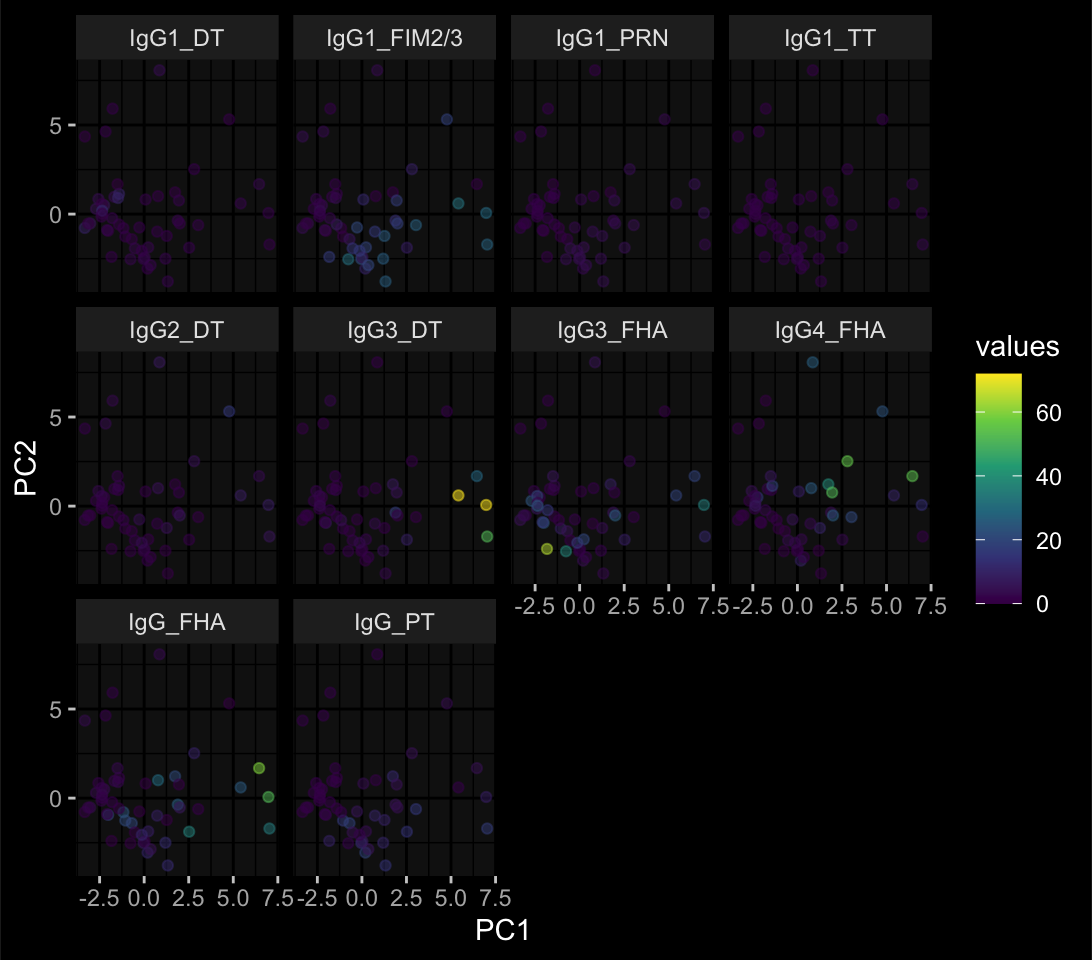 IgG1_DT IgG1_FIM2/3 IgG1_PRN IgG1_TT
5
0
IgG2_DT IgG3_DT IgG3_FHA IgG4_FHA
5
0
-2.5 0.0 2.5 5.0 7.5 -2.5 0.0 2.5 5.0 7.5
IgG_FHA IgG_PT
5
0
-2.5 0.0 2.5 5.0 7.5 -2.5 0.0 2.5 5.0 7.5
PC1
PC2
values
60
40
20
0